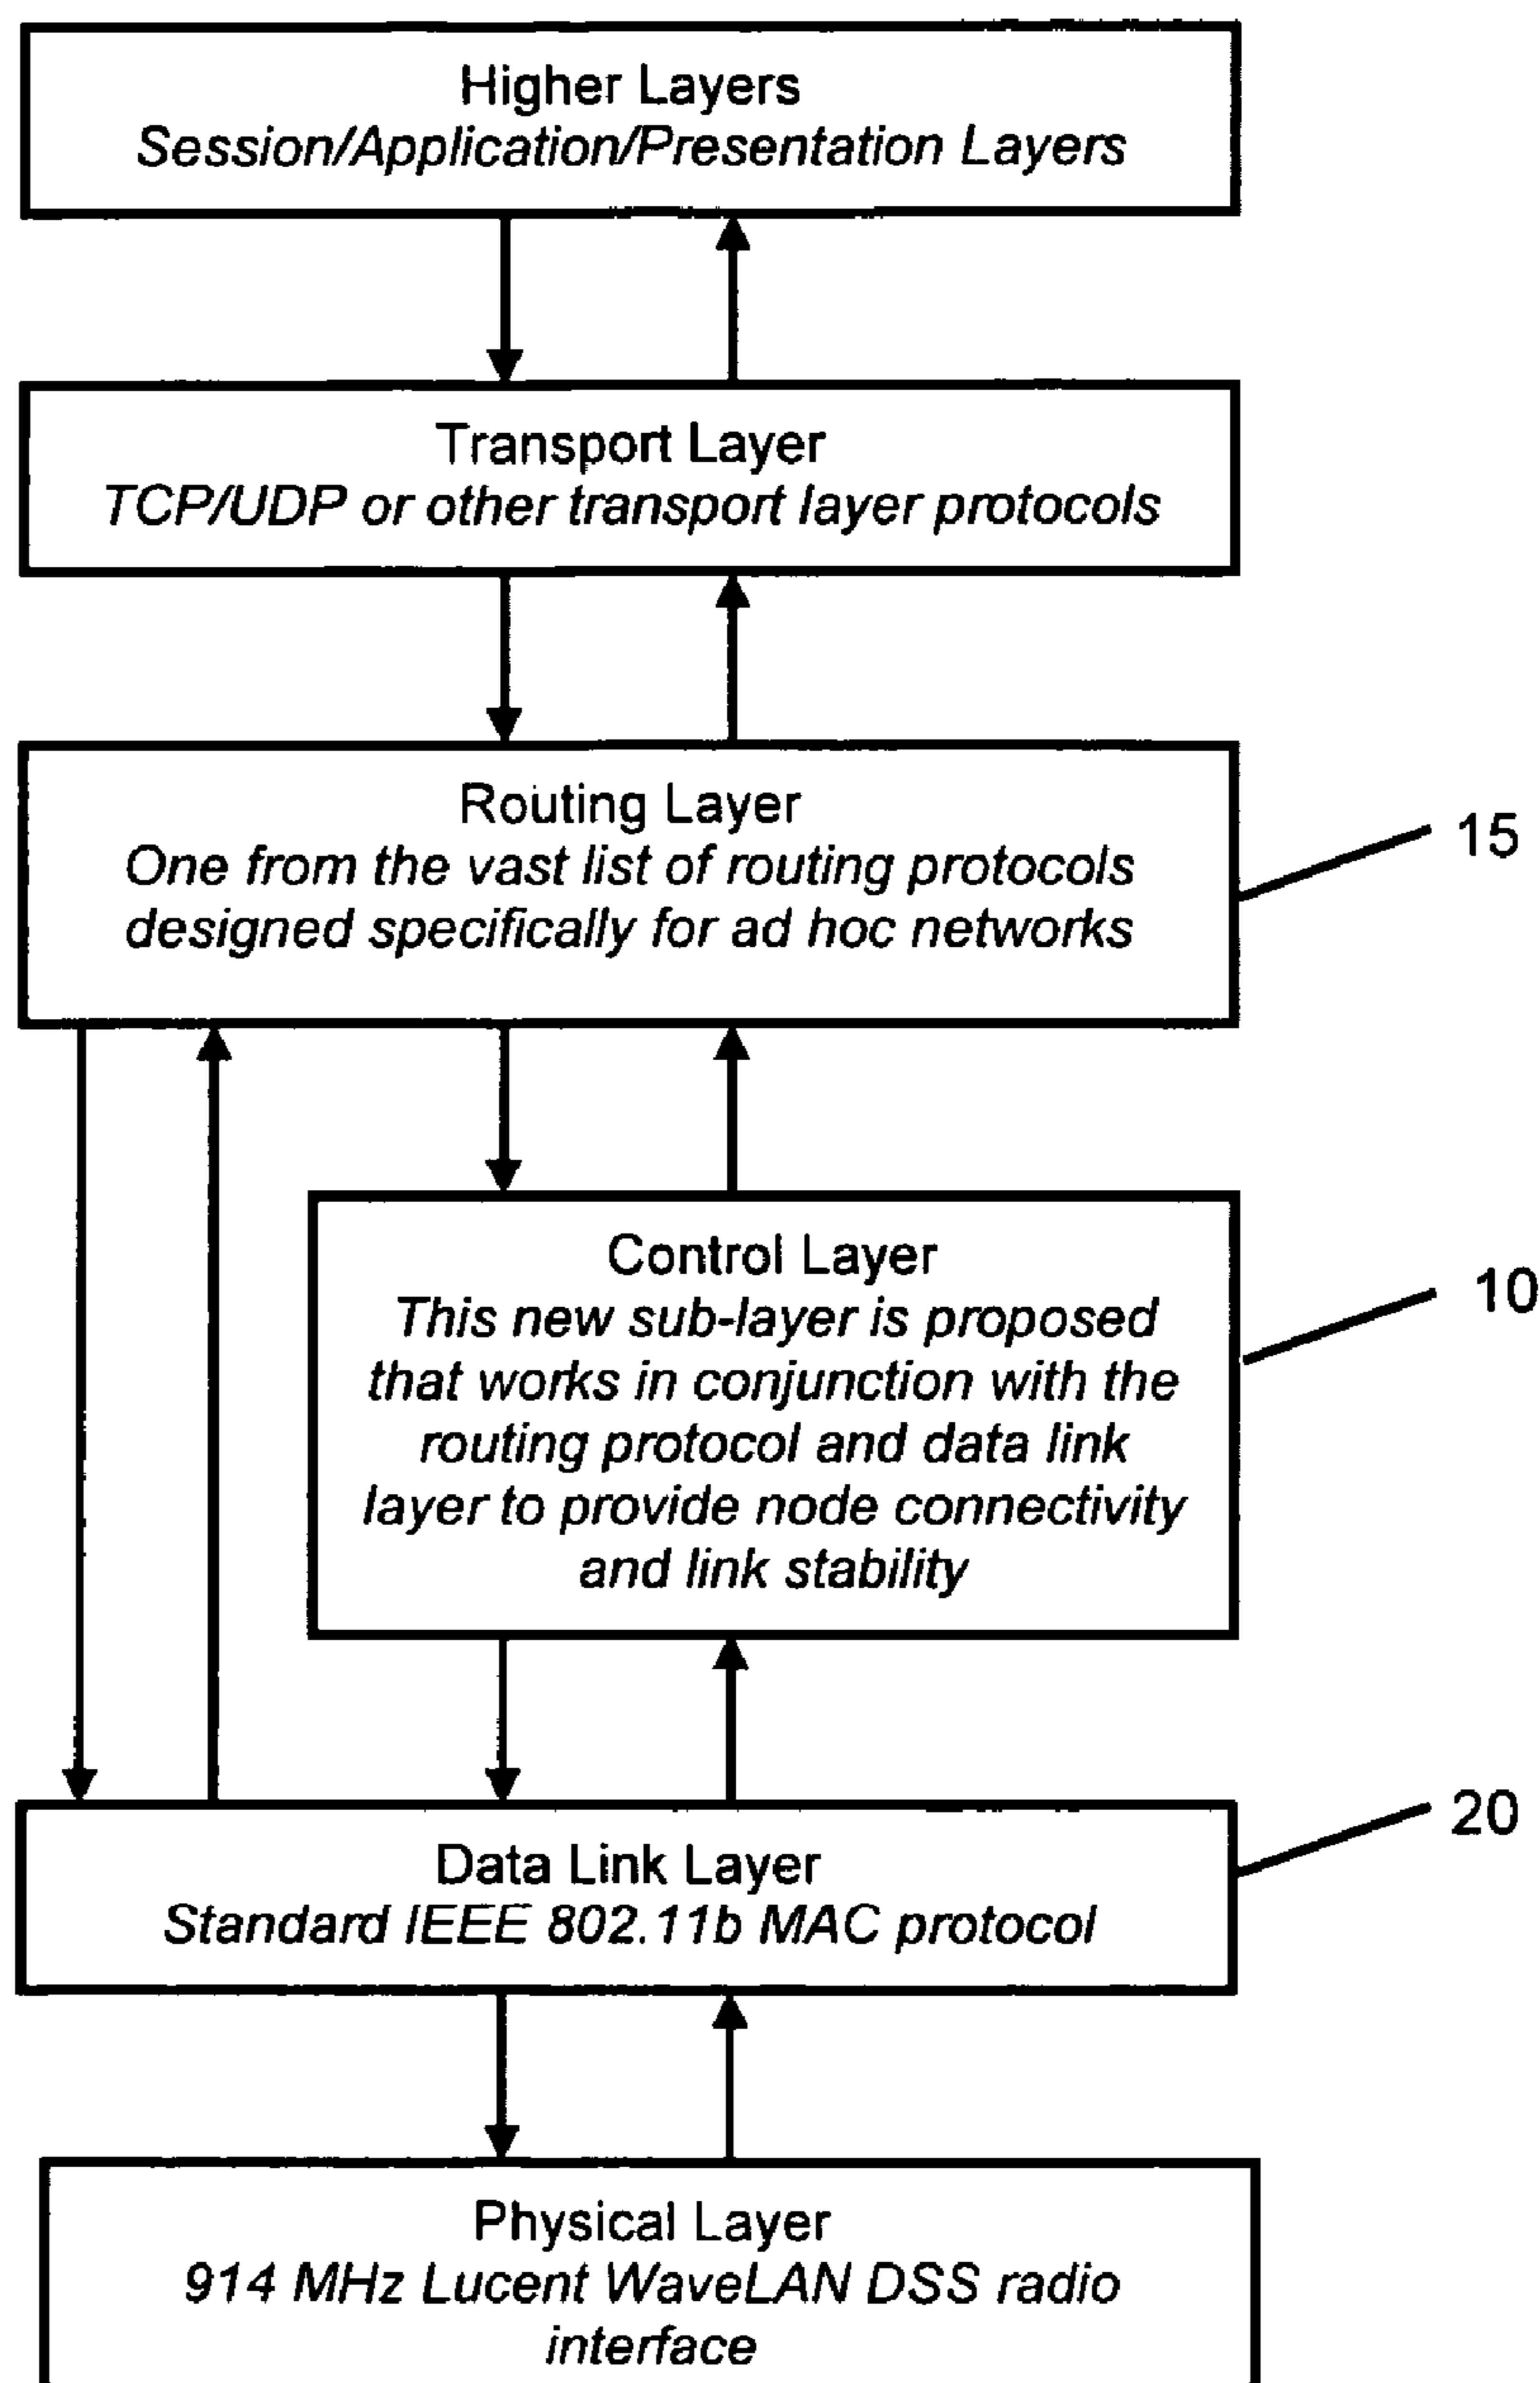 Higher Layers
Session/Application/Presentation Layers
Transport Layer
TCP/UDP or other transport layer protocols
Routing Layer
One from the vast list of routing protocols
designed specifically for ad hoc networks
15
Control Layer
This new sub-layer is proposed
that works in conjunction with the
routing protocol and data link
layer to provide node connectivity
and link stability
10
Data Link Layer
Standard IEEE 802.11b MAC protocol
20
Physical Layer
914 MHz Lucent WaveLAN DSS radio
interface